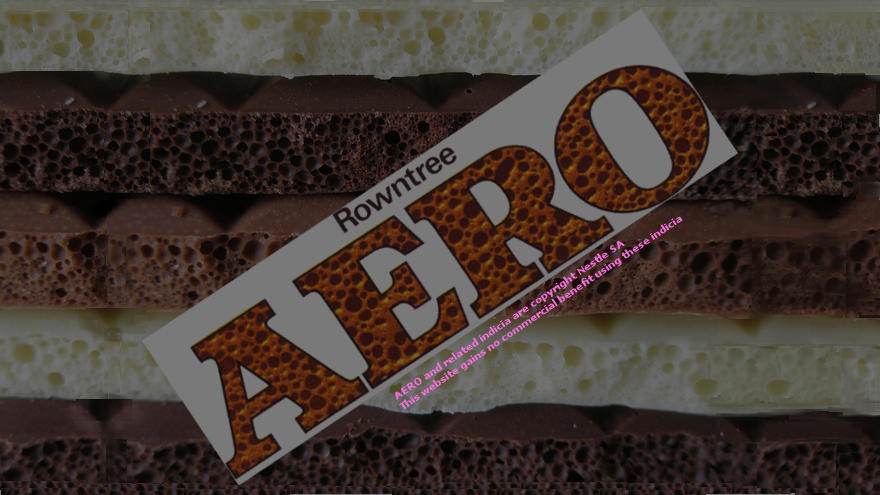 Rowntree
AERO
AERO and related indicia are copyright Nestle SA
This website gains no commercial benefit using these indicia